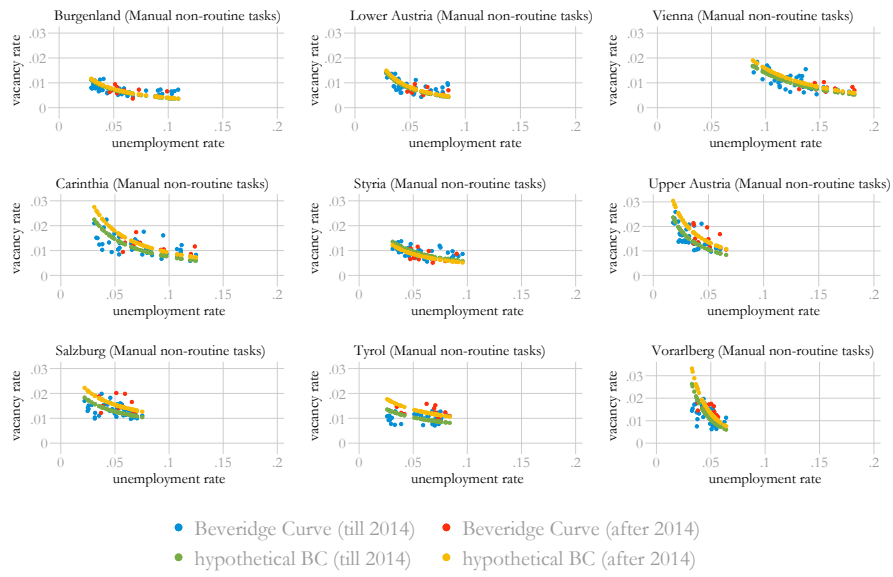 Burgenland (Manual non-routine tasks)
vacancy rate
.03
.02
.01
0
0 .05 .1 .15 .2
unemployment rate
Lower Austria (Manual non-routine tasks)
vacancy rate
.03
.02
.01
0
0 .05 .1 .15 .2
unemployment rate
Vienna (Manual non-routine tasks)
vacancy rate
.03
.02
.01
0
0 .05 .1 .15 .2
unemployment rate
Carinthia (Manual non-routine tasks)
vacancy rate
.03
.02
.01
0
0 .05 .1 .15 .2
unemployment rate
Styria (Manual non-routine tasks)
vacancy rate
.03
.02
.01
0
0 .05 .1 .15 .2
unemployment rate
Upper Austria (Manual non-routine tasks)
vacancy rate
.03
.02
.01
0
0 .05 .1 .15 .2
unemployment rate
Salzburg (Manual non-routine tasks)
vacancy rate
.03
.02
.01
0
0 .05 .1 .15 .2
unemployment rate
Tyrol (Manual non-routine tasks)
vacancy rate
.03
.02
.01
0
0 .05 .1 .15 .2
unemployment rate
Vorarlberg (Manual non-routine tasks)
vacancy rate
.03
.02
.01
0
0 .05 .1 .15 .2
unemployment rate
Beveridge Curve (till 2014) Beveridge Curve (after 2014)
hypothetical BC (till 2014) hypothetical BC (after 2014)